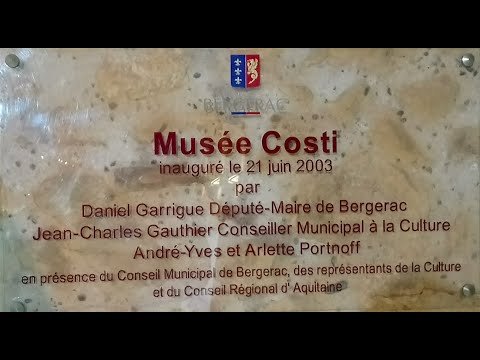 BERGERAC
Musée Costi
inauguré le 21 juin 2003
par
Daniel Garrigue Député-Maire de Bergerac
Jean-Charles Gauthier Conseiller Municipal à la Culture
André-Yves et Arlette Portnoff
en présence du Conseil Municipal de Bergerac, des représentants de la Culture
et du Conseil Régional d' Aquitaine